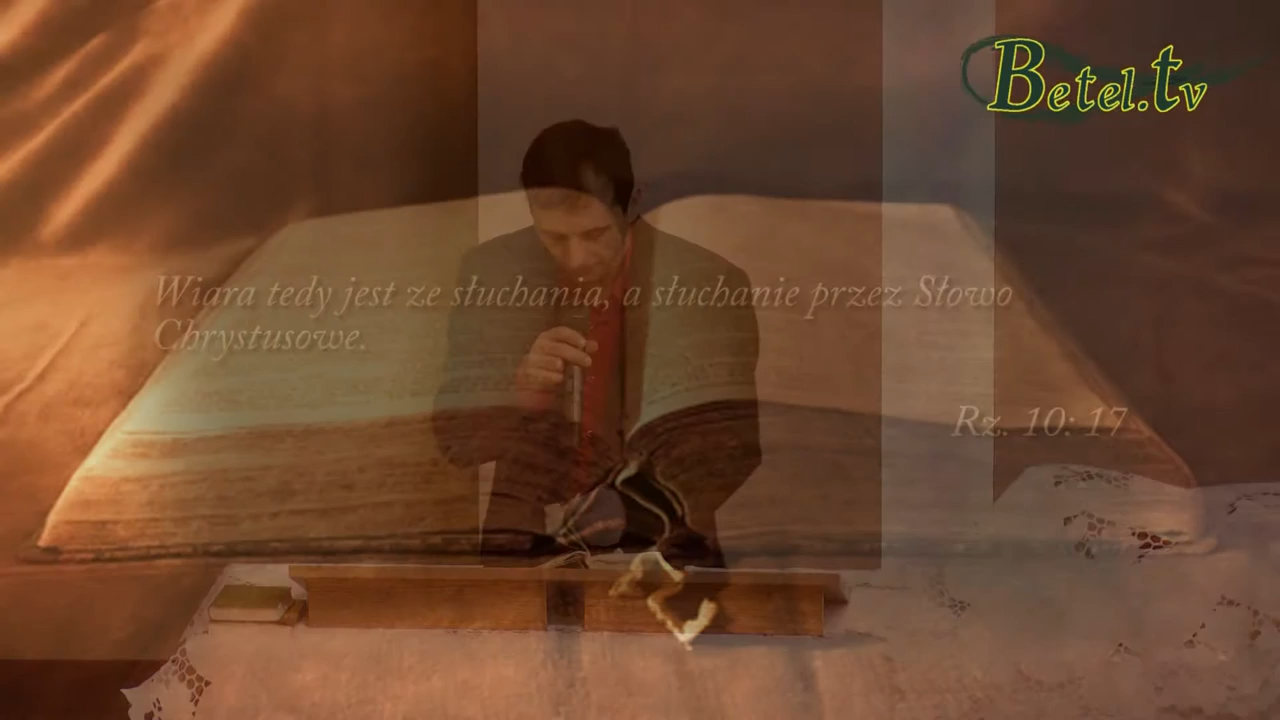 Betel.tv
Wiara tedy jest ze słuchania, a słuchanie przez Słowo
Chrystusowe.
Rz. 10: 17